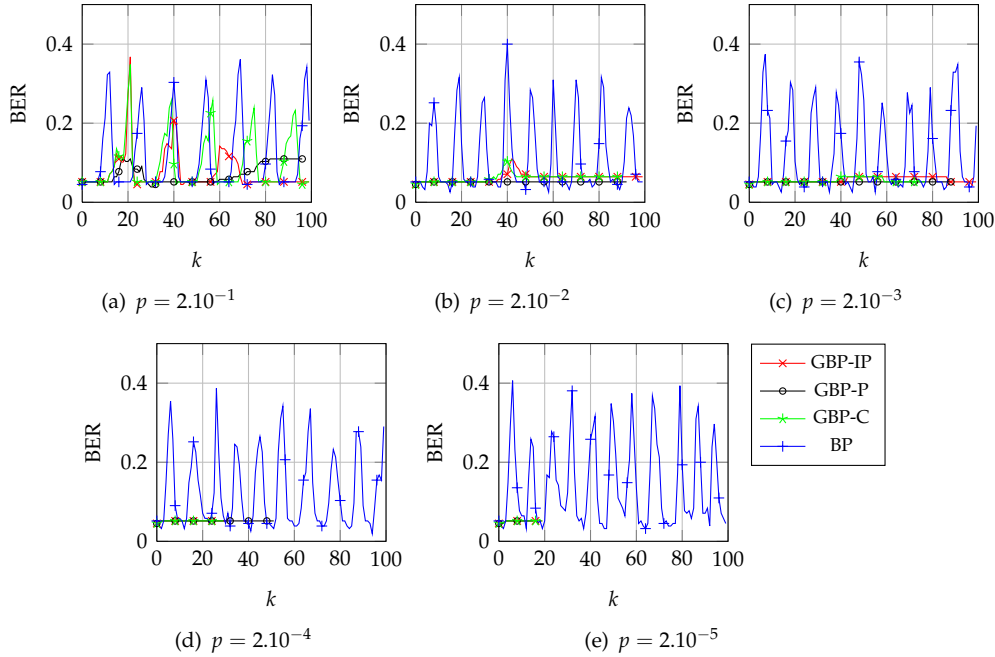 BER
0.4
0.2
0
0 20 40 60 80 100
k
(a) p = 2.10⁻¹
BER
0.4
0.2
0
0 20 40 60 80 100
k
(b) p = 2.10⁻²
BER
0.4
0.2
0
0 20 40 60 80 100
k
(c) p = 2.10⁻³
BER
0.4
0.2
0
0 20 40 60 80 100
k
(d) p = 2.10⁻⁴
BER
0.4
0.2
0
0 20 40 60 80 100
k
(e) p = 2.10⁻⁵
GBP-IP
GBP-P
GBP-C
BP